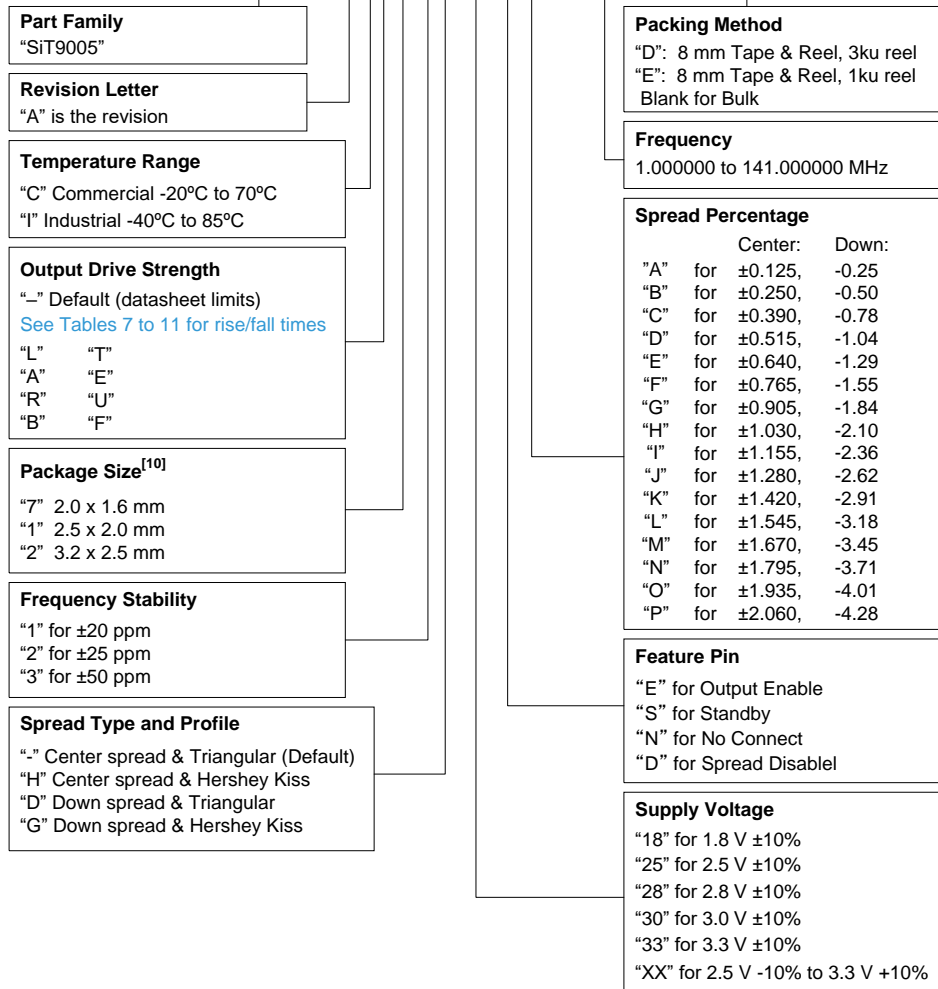 Part Family
“SiT9005”
Revision Letter
“A” is the revision
Temperature Range
“C” Commercial -20ºC to 70ºC
“I” Industrial -40ºC to 85ºC
Output Drive Strength
“–” Default (datasheet limits)
See Tables 7 to 11 for rise/fall times
“L” “T”
“A” “E”
“R” “U”
“B” “F”
Package Size[10]
“7” 2.0 x 1.6 mm
“1” 2.5 x 2.0 mm
“2” 3.2 x 2.5 mm
Frequency Stability
“1” for ±20 ppm
“2” for ±25 ppm
“3” for ±50 ppm
Spread Type and Profile
“-” Center spread & Triangular (Default)
“H” Center spread & Hershey Kiss
“D” Down spread & Triangular
“G” Down spread & Hershey Kiss
Packing Method
“D”: 8 mm Tape & Reel, 3ku reel
“E”: 8 mm Tape & Reel, 1ku reel
Blank for Bulk
Frequency
1.000000 to 141.000000 MHz
Spread Percentage
Center: Down:
”A” for ±0.125, -0.25
“B” for ±0.250, -0.50
“C” for ±0.390, -0.78
“D” for ±0.515, -1.04
“E” for ±0.640, -1.29
“F” for ±0.765, -1.55
“G” for ±0.905, -1.84
“H” for ±1.030, -2.10
“I” for ±1.155, -2.36
“J” for ±1.280, -2.62
“K” for ±1.420, -2.91
“L” for ±1.545, -3.18
“M” for ±1.670, -3.45
“N” for ±1.795, -3.71
“O” for ±1.935, -4.01
“P” for ±2.060, -4.28
Feature Pin
“E” for Output Enable
“S” for Standby
“N” for No Connect
“D” for Spread Disablel
Supply Voltage
“18” for 1.8 V ±10%
“25” for 2.5 V ±10%
“28” for 2.8 V ±10%
“30” for 3.0 V ±10%
“33” for 3.3 V ±10%
“XX” for 2.5 V -10% to 3.3 V +10%